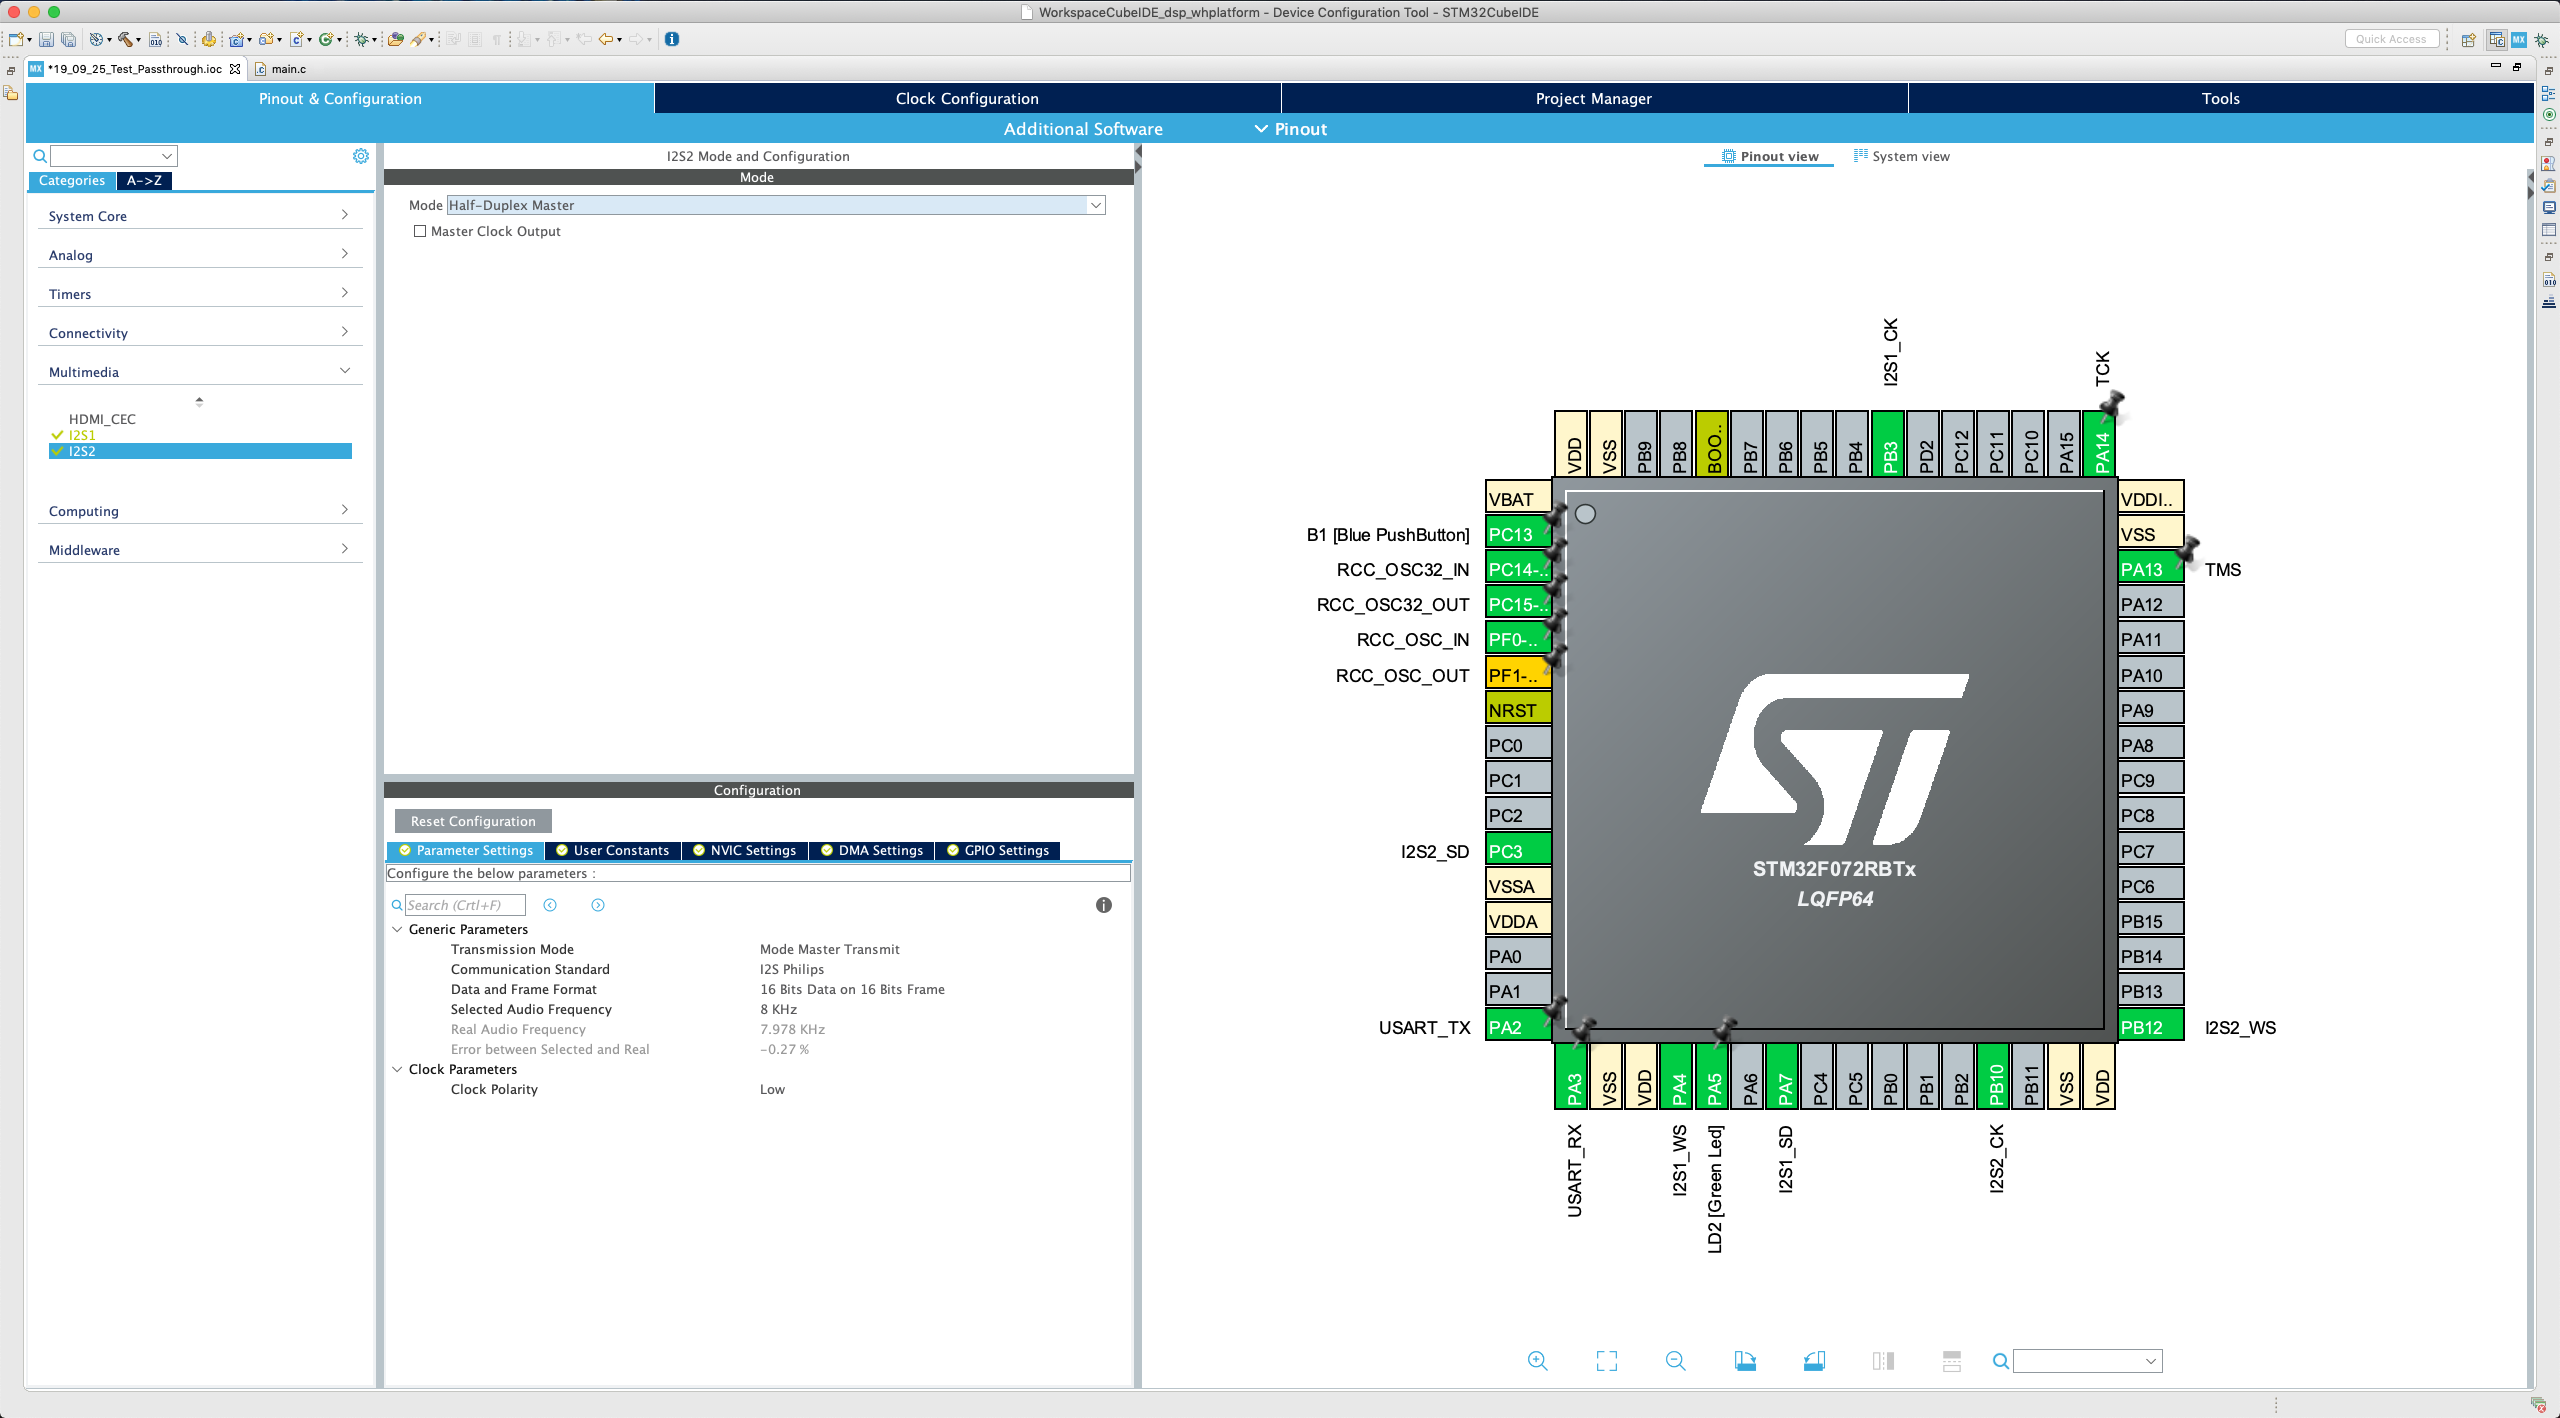 WorkspaceCubeIDE_dsp_whplatform - Device Configuration Tool - STM32CubeIDE
Quick Access
MX *19_09_25_Test_Passthrough.ioc
main.c
Pinout & Configuration
Clock Configuration
Project Manager
Tools
Additional Software
Pinout
Categories
A->Z
System Core
Analog
Timers
Connectivity
Multimedia
HDMI_CEC
I2S1
I2S2
Computing
Middleware
I2S2 Mode and Configuration
Mode
Mode Half-Duplex Master
Master Clock Output
Configuration
Reset Configuration
Parameter Settings
User Constants
NVIC Settings
DMA Settings
GPIO Settings
Configure the below parameters :
Search (Crtl+F)
Generic Parameters
Transmission Mode Mode Master Transmit
Communication Standard I2S Philips
Data and Frame Format 16 Bits Data on 16 Bits Frame
Selected Audio Frequency 8 KHz
Real Audio Frequency 7.978 KHz
Error between Selected and Real -0.27 %
Clock Parameters
Clock Polarity Low
Pinout view
System view
I2S1_CK
TCK
VDD
VSS
PB9
PB8
BOO..
PB7
PB6
PB5
PB4
PB3
PD2
PC12
PC11
PC10
PA15
PA14
VBAT
B1 [Blue PushButton] PC13
RCC_OSC32_IN PC14-..
RCC_OSC32_OUT PC15-..
RCC_OSC_IN PF0-..
RCC_OSC_OUT PF1-..
NRST
PC0
PC1
PC2
I2S2_SD PC3
VSSA
VDDA
PA0
PA1
USART_TX PA2
ST
STM32F072RBTx
LQFP64
VDDI..
VSS
PA13 TMS
PA12
PA11
PA10
PA9
PA8
PC9
PC8
PC7
PC6
PB15
PB14
PB13
PB12 I2S2_WS
PA3
VSS
VDD
PA4
PA5
PA6
PA7
PC4
PC5
PB0
PB1
PB2
PB10
PB11
VSS
VDD
USART_RX
I2S1_WS
LD2 [Green Led]
I2S1_SD
I2S2_CK